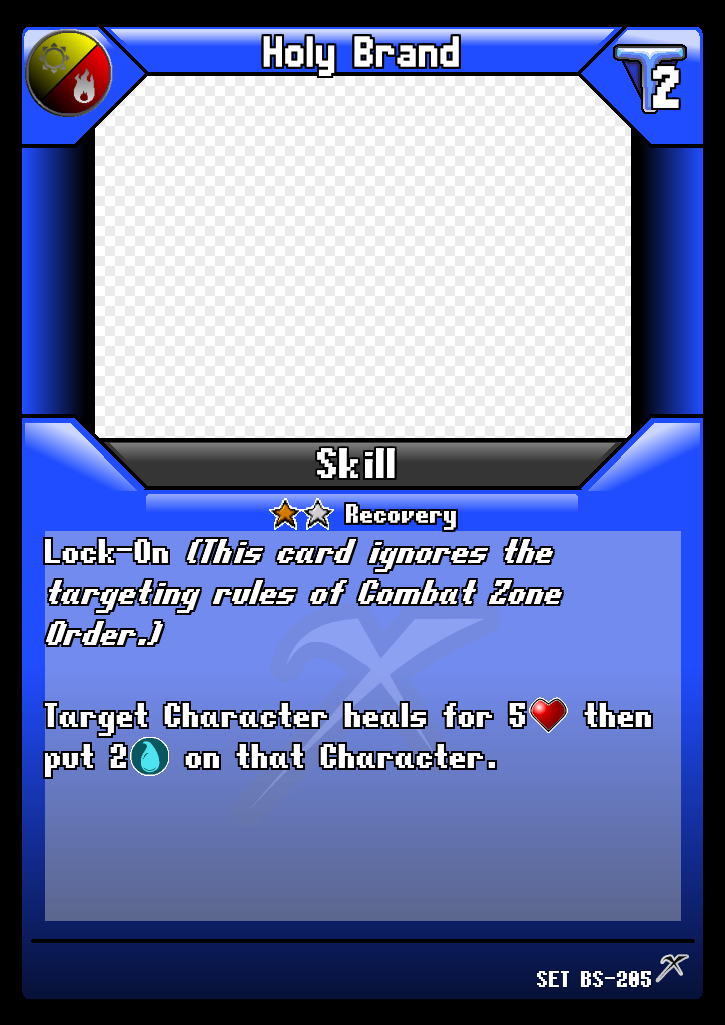 Holy Brand
2
Skill
Recovery
Lock-On (This card ignores the
targeting rules of Combat Zone
Order.)
Target Character heals for 5 then
put 2 on that Character.
SET BS-205